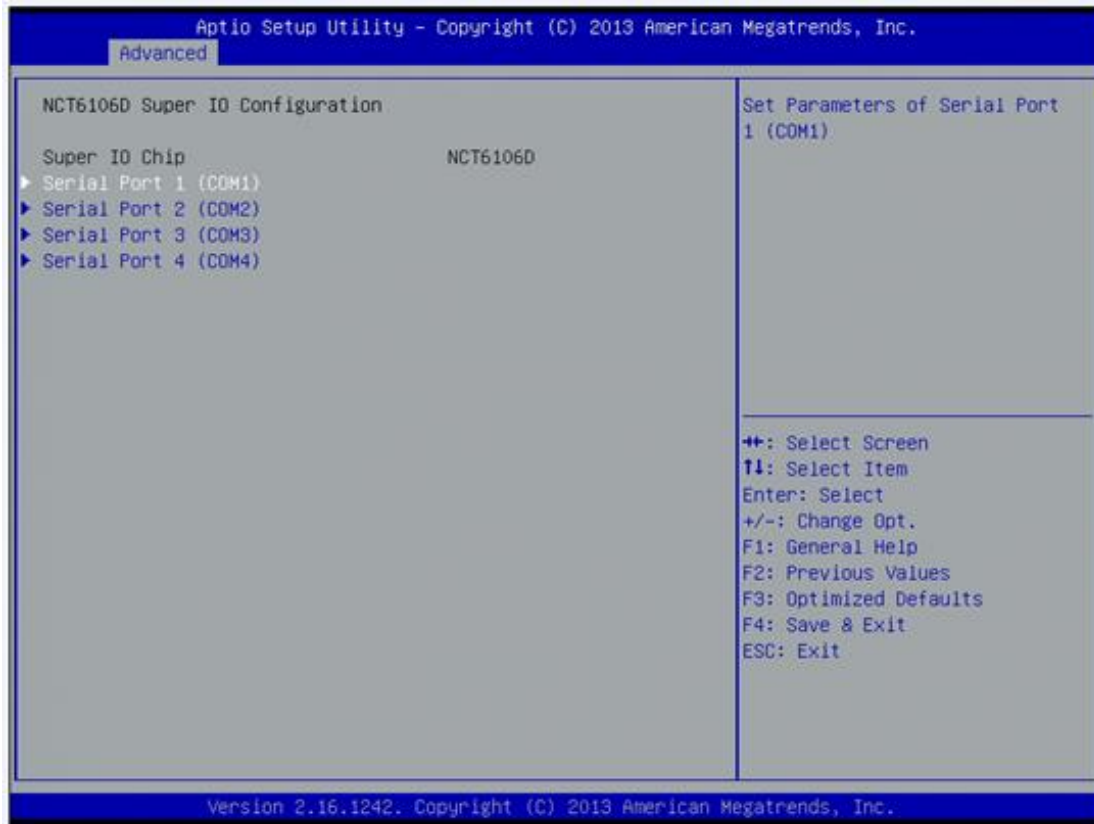 Aptio Setup Utility - Copyright (C) 2013 American Megatrends, Inc.
Advanced
NCT6106D Super IO Configuration
Super IO Chip NCT6106D
▶ Serial Port 1 (COM1)
▶ Serial Port 2 (COM2)
▶ Serial Port 3 (COM3)
▶ Serial Port 4 (COM4)
Set Parameters of Serial Port
1 (COM1)
→←: Select Screen
↑↓: Select Item
Enter: Select
+/-: Change Opt.
F1: General Help
F2: Previous Values
F3: Optimized Defaults
F4: Save & Exit
ESC: Exit
Version 2.16.1242. Copyright (C) 2013 American Megatrends, Inc.